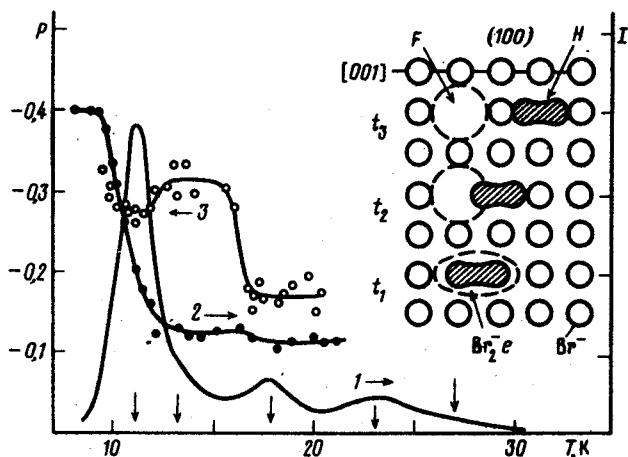 P
I
-0,4
-0,3
-0,2
-0,1
10
20
30
T, K
← 3
2 →
1 →
F
(100)
H
[001]
t₃
t₂
t₁
Br₂⁻e
Br⁻